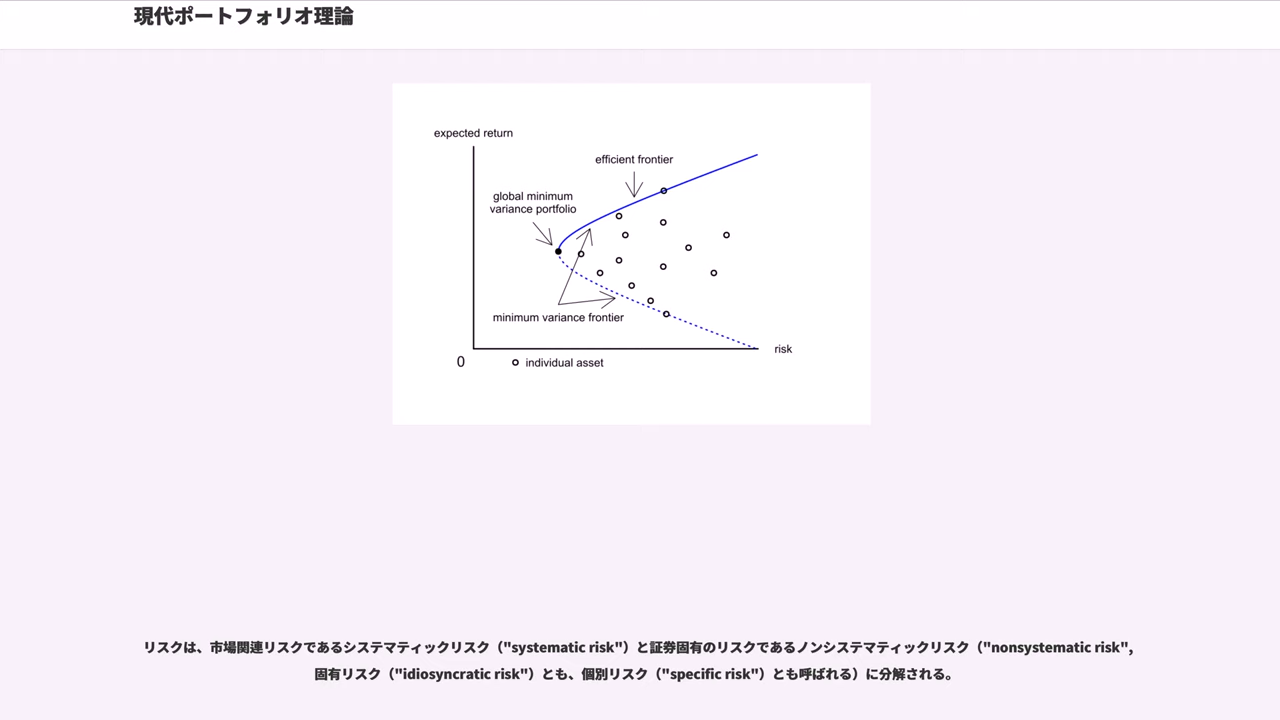 現代ポートフォリオ理論
expected return
efficient frontier
global minimum
variance portfolio
minimum variance frontier
risk
0
individual asset
リスクは、市場関連リスクであるシステマティックリスク（"systematic risk"）と証券固有のリスクであるノンシステマティックリスク（"nonsystematic risk",
固有リスク（"idiosyncratic risk"）とも、個別リスク（"specific risk"）とも呼ばれる）に分解される。